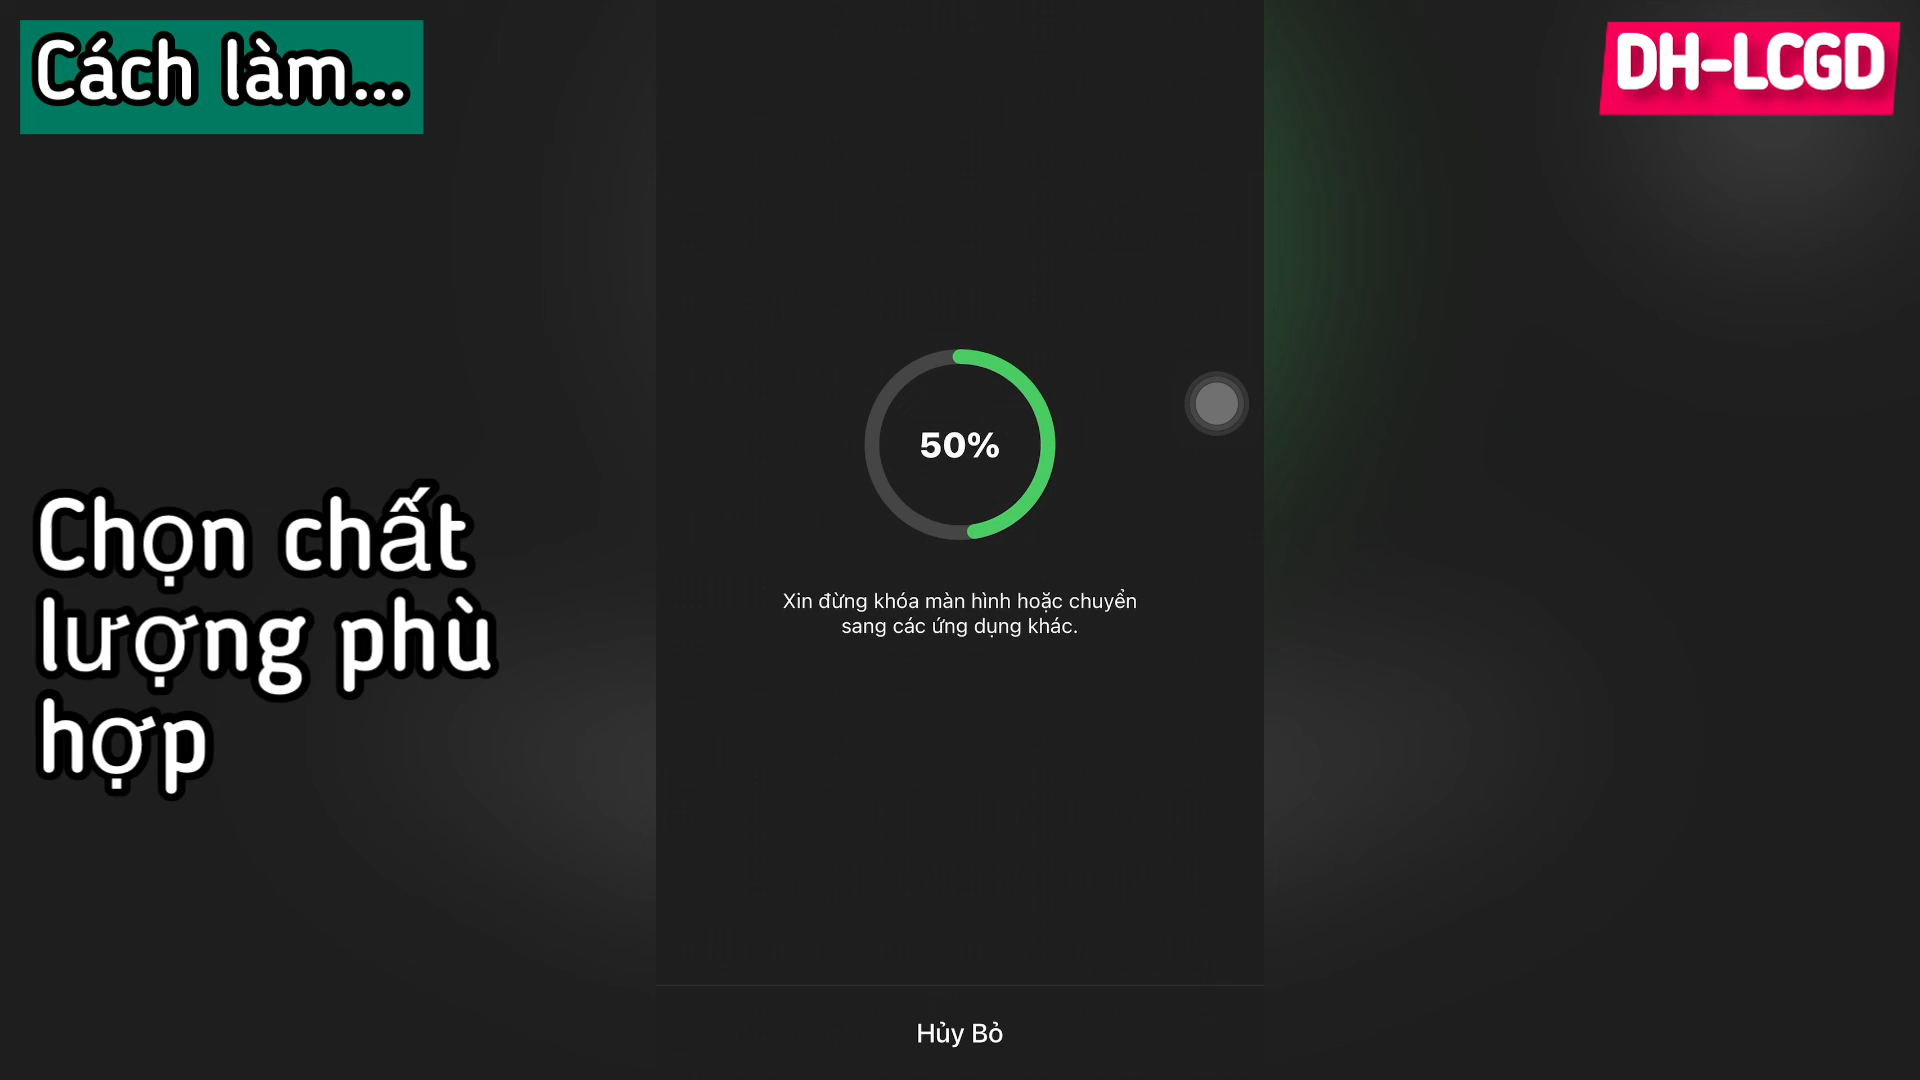 Cách làm...
DH-LCGD
Chọn chất
lượng phù
hợp
50%
Xin đừng khóa màn hình hoặc chuyển
sang các ứng dụng khác.
Hủy Bỏ